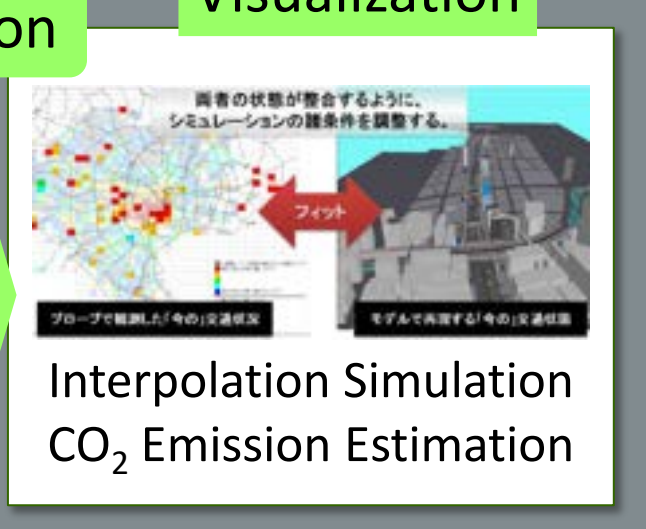 on
Visualization
両者の状態が整合するように、
シミュレーションの諸条件を調整する。
フィット
プローブで観測した「今の」交通状況
モデルで再現する「今の」交通状態
Interpolation Simulation
CO₂ Emission Estimation